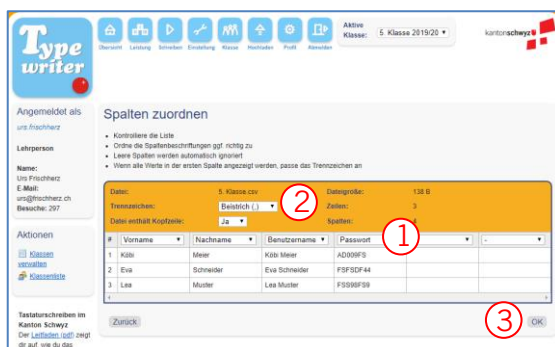 Type
writer
Übersicht Leistung Schreiben Einstellung Klasse Hochladen Profil Abmelden
Aktive
Klasse: 5. Klasse 2019/20
kantonschwyz
Angemeldet als
urs.frischherz
Lehrperson
Name:
Urs Frischherz
E-Mail:
urs@frischherz.ch
Besuche: 297
Aktionen
Klassen
verwalten
Klassenliste
Tastaturschreiben im
Kanton Schwyz
Der Leitfaden (pdf) zeigt
dir auf, wie du das
Spalten zuordnen
• Kontrolliere die Liste
• Ordne die Spaltenbeschriftungen ggf. richtig zu
• Leere Spalten werden automatisch ignoriert
• Wenn alle Werte in der ersten Spalte angezeigt werden, passe das Trennzeichen an
Datei: 5. Klasse.csv Dateigröße: 138 B
Trennzeichen: Beistrich (,) 2 Zeilen: 3
Datei enthält Kopfzeile: Ja Spalten: 4
1
# Vorname Nachname Benutzername Passwort -
1 Köbi Meier Köbi Meier AD009FS
2 Eva Schneider Eva Schneider FSFSDF44
3 Lea Muster Lea Muster FSS98FS9
Zurück 3 OK